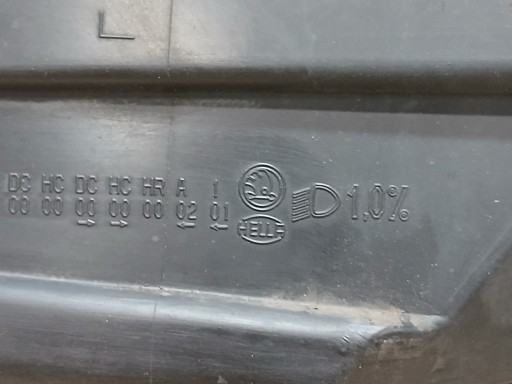 L
DC HC DC HC HR A 1
00 00 00 00 00 02 01
→ → ← ←
HELLA 1,0%